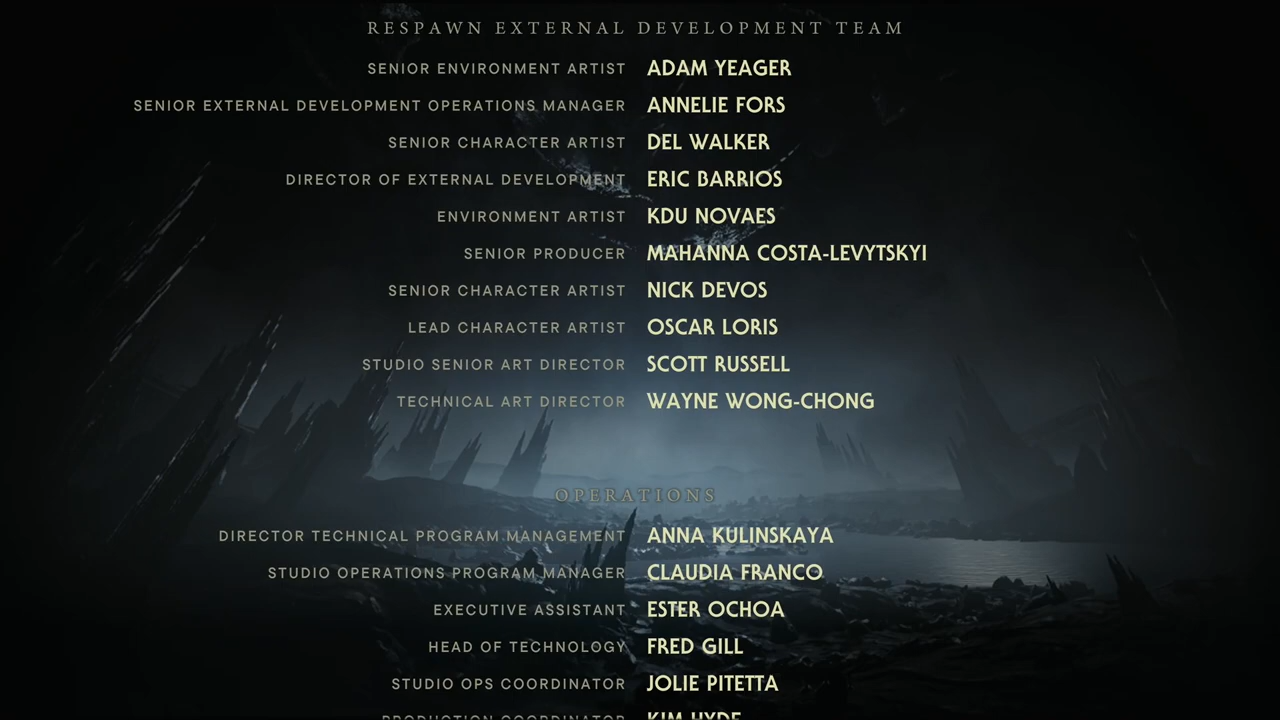 RESPAWN EXTERNAL DEVELOPMENT TEAM
SENIOR ENVIRONMENT ARTIST ADAM YEAGER
SENIOR EXTERNAL DEVELOPMENT OPERATIONS MANAGER ANNELIE FORS
SENIOR CHARACTER ARTIST DEL WALKER
DIRECTOR OF EXTERNAL DEVELOPMENT ERIC BARRIOS
ENVIRONMENT ARTIST KDU NOVAES
SENIOR PRODUCER MAHANNA COSTA-LEVYTSKYI
SENIOR CHARACTER ARTIST NICK DEVOS
LEAD CHARACTER ARTIST OSCAR LORIS
STUDIO SENIOR ART DIRECTOR SCOTT RUSSELL
TECHNICAL ART DIRECTOR WAYNE WONG-CHONG
OPERATIONS
DIRECTOR TECHNICAL PROGRAM MANAGEMENT ANNA KULINSKAYA
STUDIO OPERATIONS PROGRAM MANAGER CLAUDIA FRANCO
EXECUTIVE ASSISTANT ESTER OCHOA
HEAD OF TECHNOLOGY FRED GILL
STUDIO OPS COORDINATOR JOLIE PITETTA
PRODUCTION COORDINATOR KIM HYDE